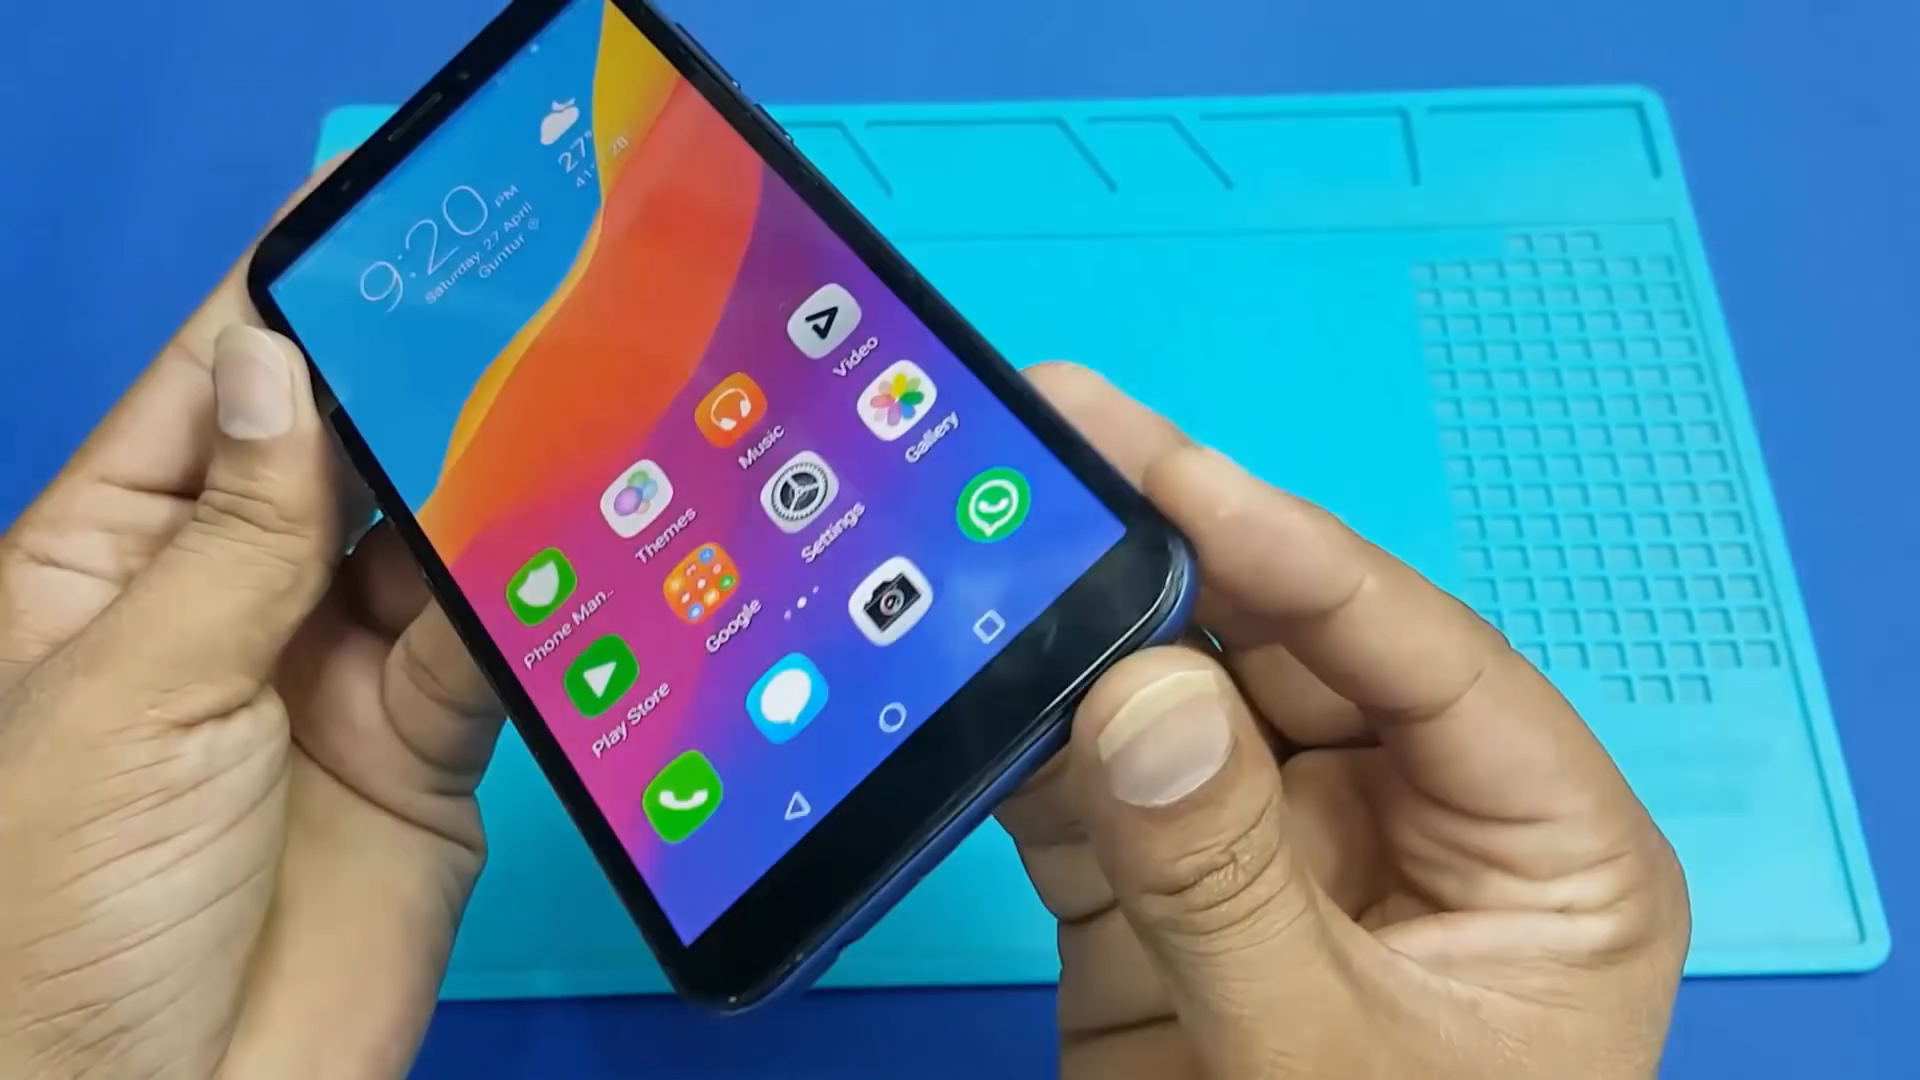 9:20 PM
Saturday, 27 April
Guntur
27°
Video
Music
Gallery
Themes
Settings
Phone Man...
Google
Play Store